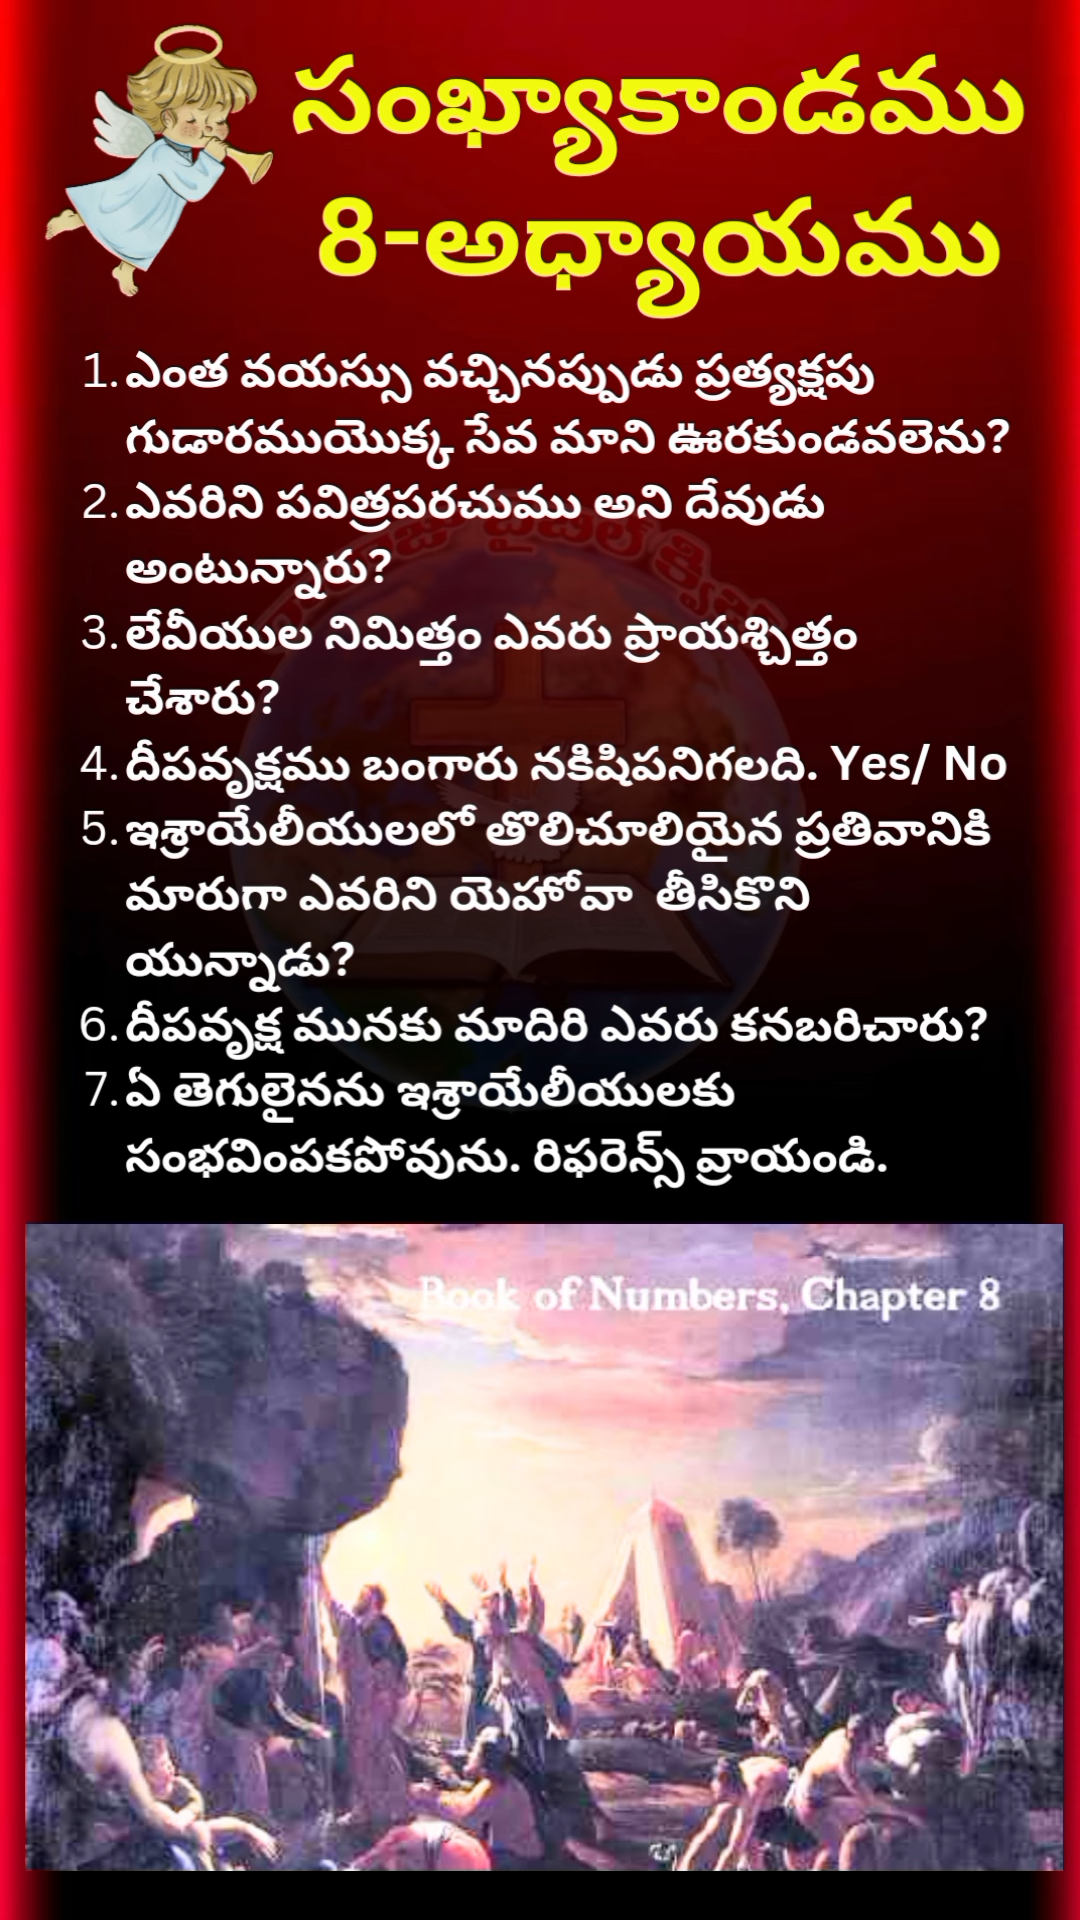 సంఖ్యాకాండము
8-అధ్యాయము
1. ఎంత వయస్సు వచ్చినప్పుడు ప్రత్యక్షపు
గుడారముయొక్క సేవ మాని ఊరకుండవలెను?
2. ఎవరిని పవిత్రపరచుము అని దేవుడు
అంటున్నారు?
3. లేవీయుల నిమిత్తం ఎవరు ప్రాయశ్చిత్తం
చేశారు?
4. దీపవృక్షము బంగారు నకిషిపనిగలది. Yes/ No
5. ఇశ్రాయేలీయులలో తొలిచూలియైన ప్రతివానికి
మారుగా ఎవరిని యెహోవా తీసికొని
యున్నాడు?
6. దీపవృక్ష మునకు మాదిరి ఎవరు కనబరిచారు?
7. ఏ తెగులైనను ఇశ్రాయేలీయులకు
సంభవింపకపోవును. రిఫరెన్స్ వ్రాయండి.
బైబిల్ క్విజ్
Book of Numbers, Chapter 8